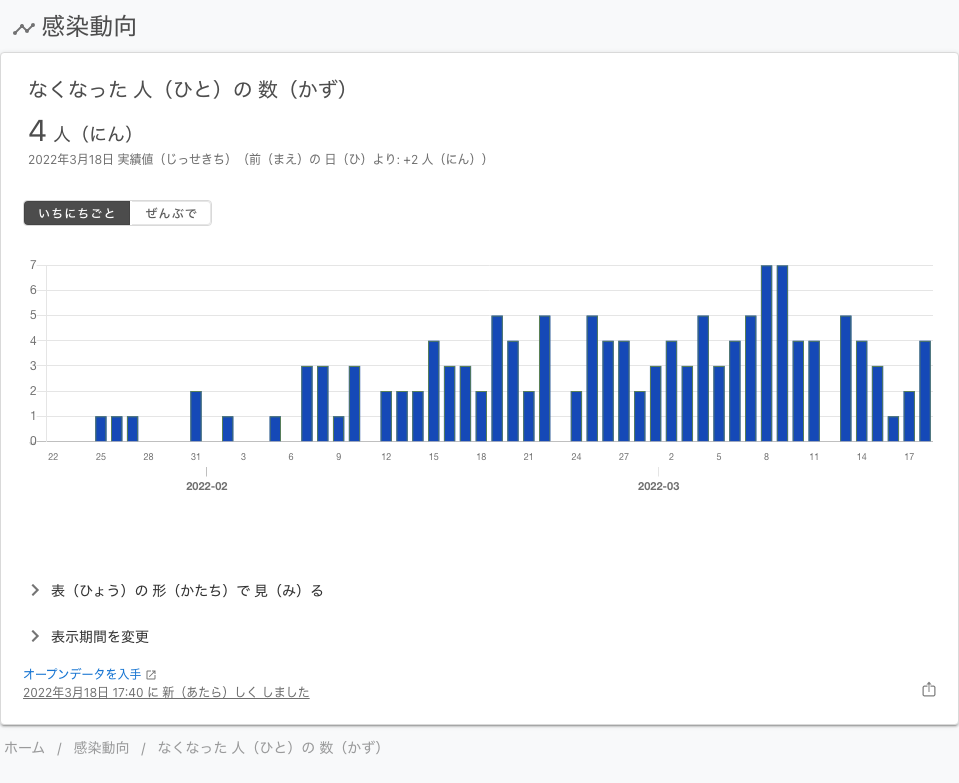 感染動向
なくなった 人（ひと）の 数（かず）
4 人（にん）
2022年3月18日 実績値（じっせきち）（前（まえ）の 日（ひ）より: +2 人（にん））
いちにちごと ぜんぶで
7
6
5
4
3
2
1
0
22 25 28 31 3 6 9 12 15 18 21 24 27 2 5 8 11 14 17
2022-02 2022-03
表（ひょう）の 形（かたち）で 見（み）る
表示期間を変更
オープンデータを入手
2022年3月18日 17:40 に 新（あたら）しく しました
ホーム / 感染動向 / なくなった 人（ひと）の 数（かず）